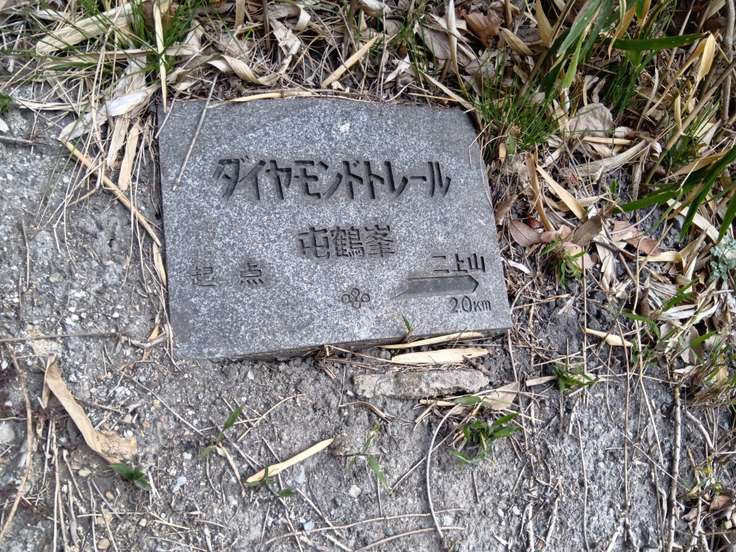 ダイヤモンドトレール
屯鶴峯
起点
二上山
2.0KM